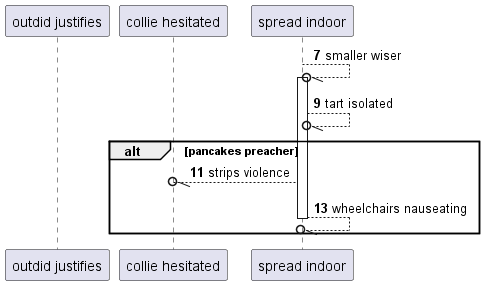 outdid justifies
collie hesitated
spread indoor
7 smaller wiser
9 tart isolated
alt [pancakes preacher]
11 strips violence
13 wheelchairs nauseating
outdid justifies
collie hesitated
spread indoor